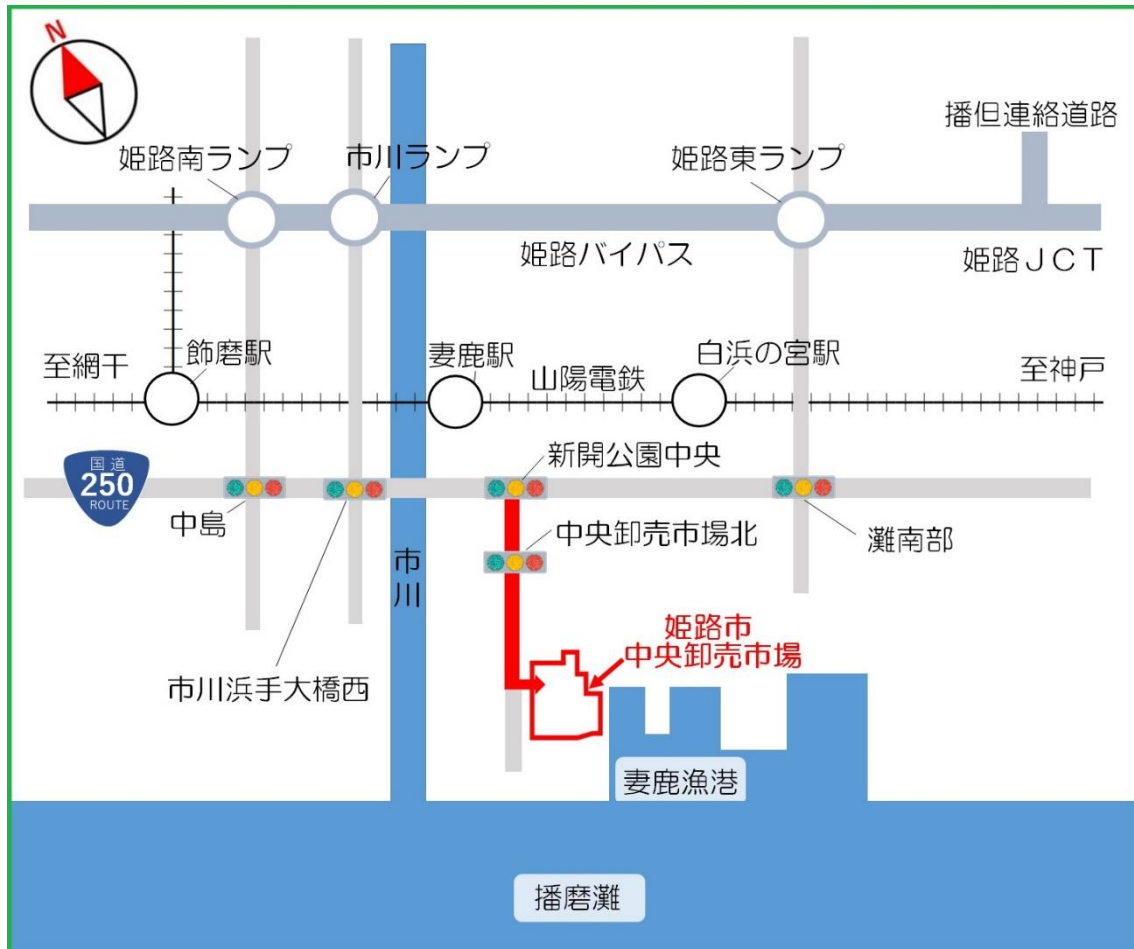 N
播但連絡道路
姫路南ランプ
市川ランプ
姫路東ランプ
姫路バイパス
姫路JCT
至網干
飾磨駅
妻鹿駅
山陽電鉄
白浜の宮駅
至神戸
国道
250
ROUTE
中島
新開公園中央
中央卸売市場北
灘南部
市川
姫路市
中央卸売市場
市川浜手大橋西
妻鹿漁港
播磨灘